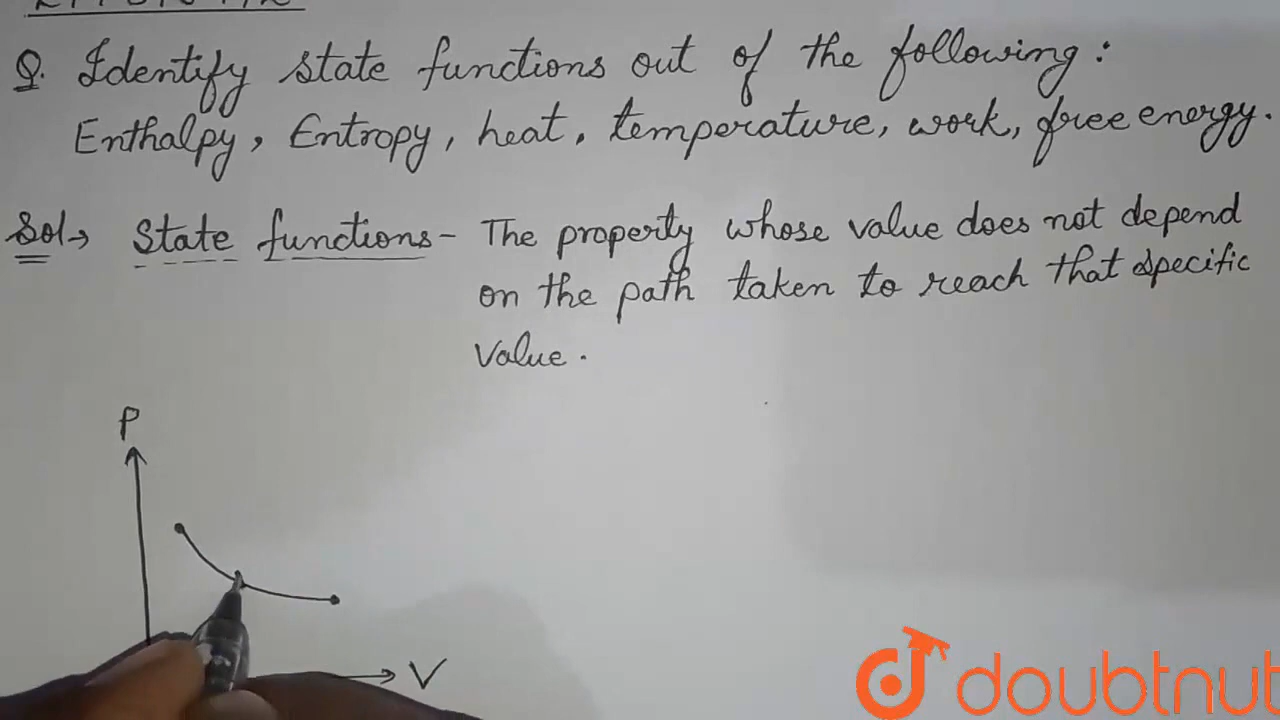 Q. Identify state functions out of the following:
Enthalpy, Entropy, heat, temperature, work, free energy.
Sol→ State functions - The property whose value does not depend
on the path taken to reach that specific
value.
P
V
doubtnut